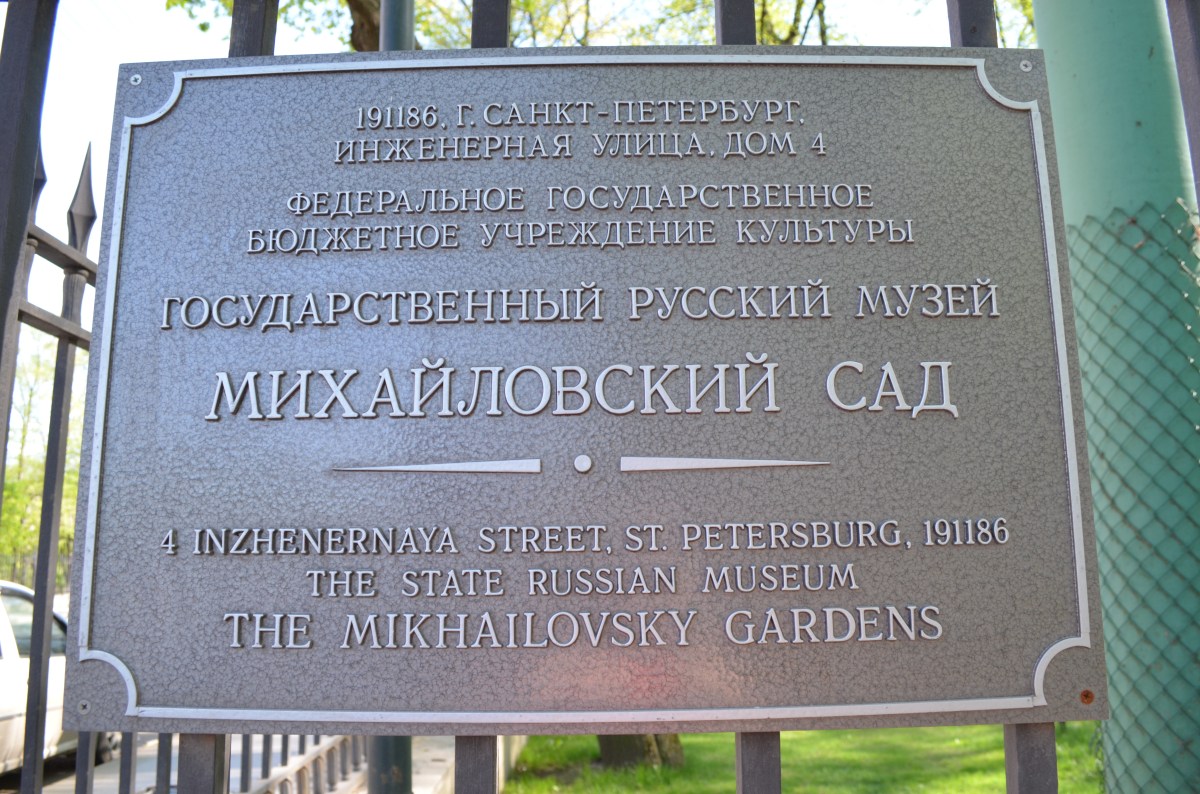 191186, Г. САНКТ-ПЕТЕРБУРГ,
ИНЖЕНЕРНАЯ УЛИЦА, ДОМ 4
ФЕДЕРАЛЬНОЕ ГОСУДАРСТВЕННОЕ
БЮДЖЕТНОЕ УЧРЕЖДЕНИЕ КУЛЬТУРЫ
ГОСУДАРСТВЕННЫЙ РУССКИЙ МУЗЕЙ
МИХАЙЛОВСКИЙ САД
4 INZHENERNAYA STREET, ST. PETERSBURG, 191186
THE STATE RUSSIAN MUSEUM
THE MIKHAILOVSKY GARDENS